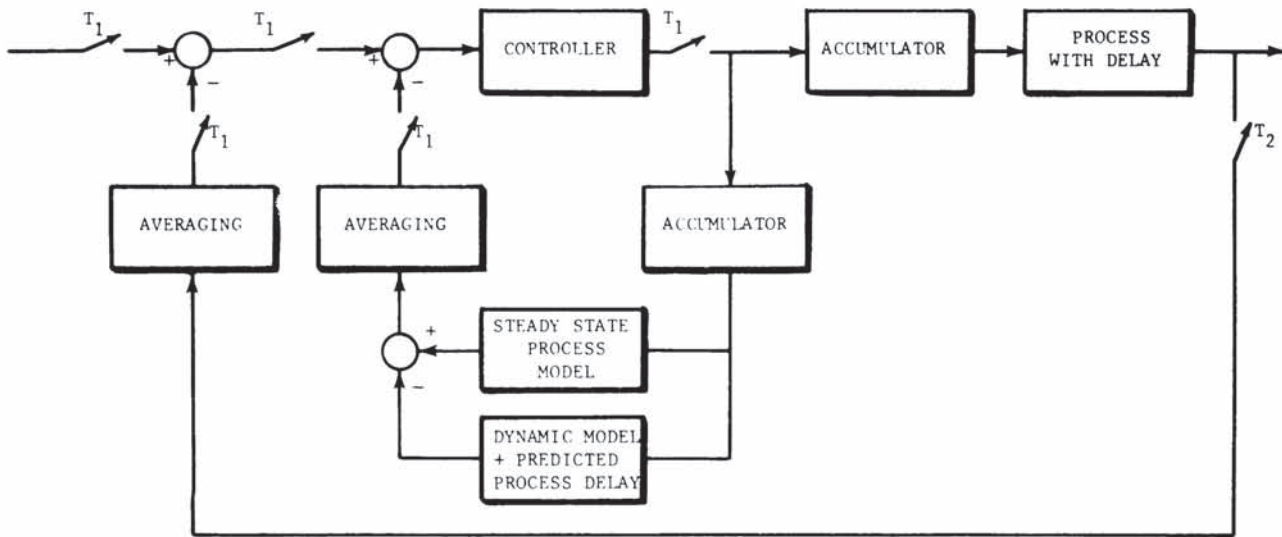 T1
T1
T1
CONTROLLER
ACCUMULATOR
PROCESS
WITH DELAY
+
−
+
−
T1
T1
T2
AVERAGING
AVERAGING
ACCUMULATOR
+
−
STEADY STATE
PROCESS
MODEL
DYNAMIC MODEL
+ PREDICTED
PROCESS DELAY